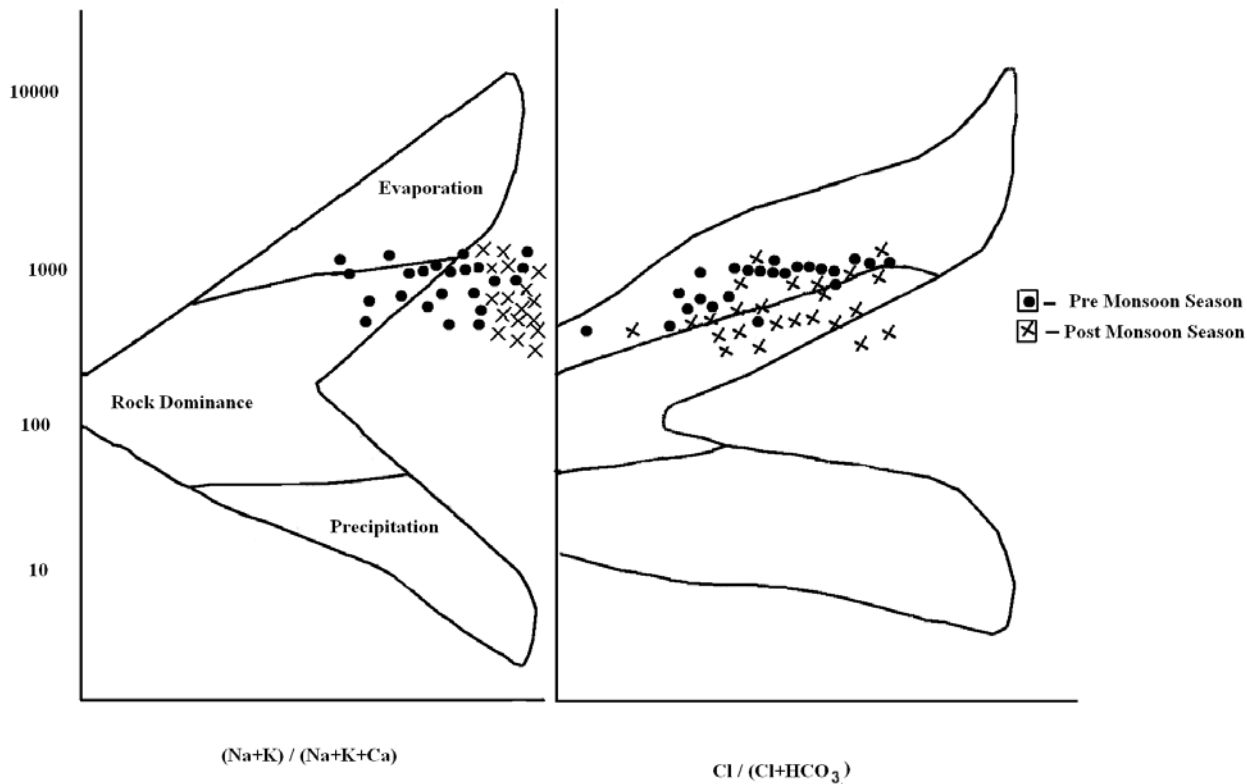 10000
Evaporation
1000
Pre Monsoon Season
Post Monsoon Season
Rock Dominance
100
Precipitation
10
(Na+K) / (Na+K+Ca)
Cl / (Cl+HCO₃)